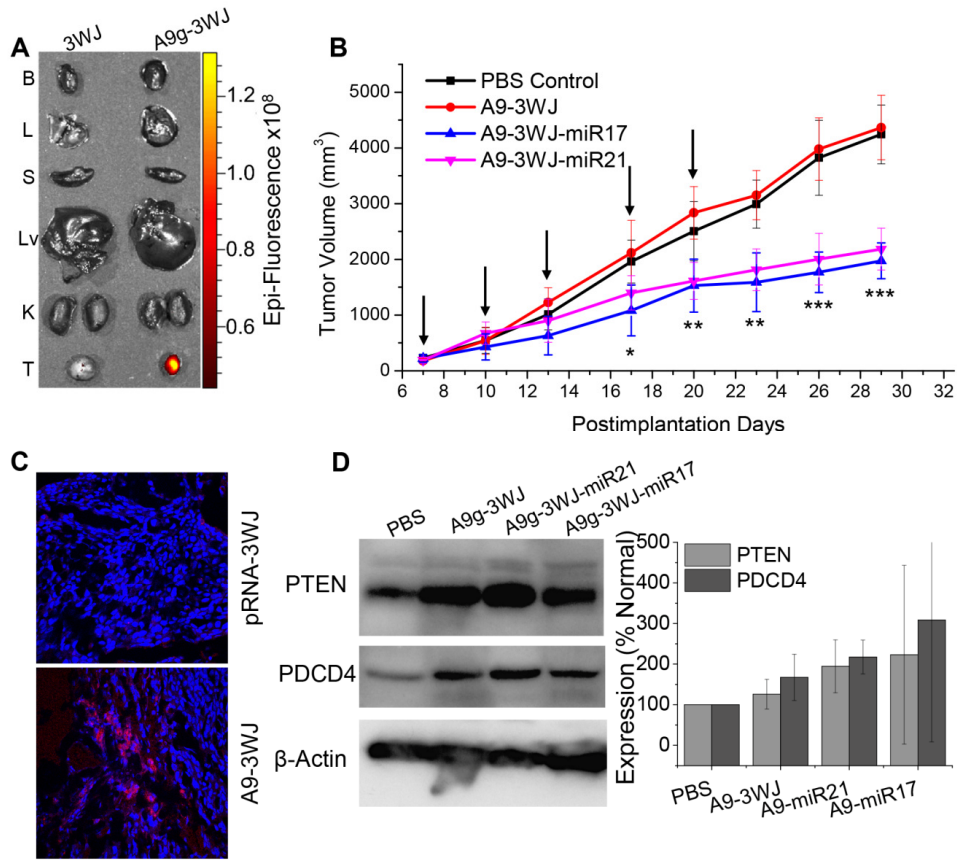 A
3WJ
A9g-3WJ
B
L
S
Lv
K
T
1.2
1.0
0.8
0.6
Epi-Fluorescence x10⁸
B
PBS Control
A9-3WJ
A9-3WJ-miR17
A9-3WJ-miR21
5000
4000
3000
2000
1000
0
Tumor Volume (mm³)
*
**
**
***
***
6 8 10 12 14 16 18 20 22 24 26 28 30 32
Postimplantation Days
C
pRNA-3WJ
A9-3WJ
D
PBS
A9g-3WJ
A9g-3WJ-miR21
A9g-3WJ-miR17
PTEN
PDCD4
β-Actin
PTEN
PDCD4
500
400
300
200
100
0
Expression (% Normal)
PBS
A9-3WJ
A9-miR21
A9-miR17